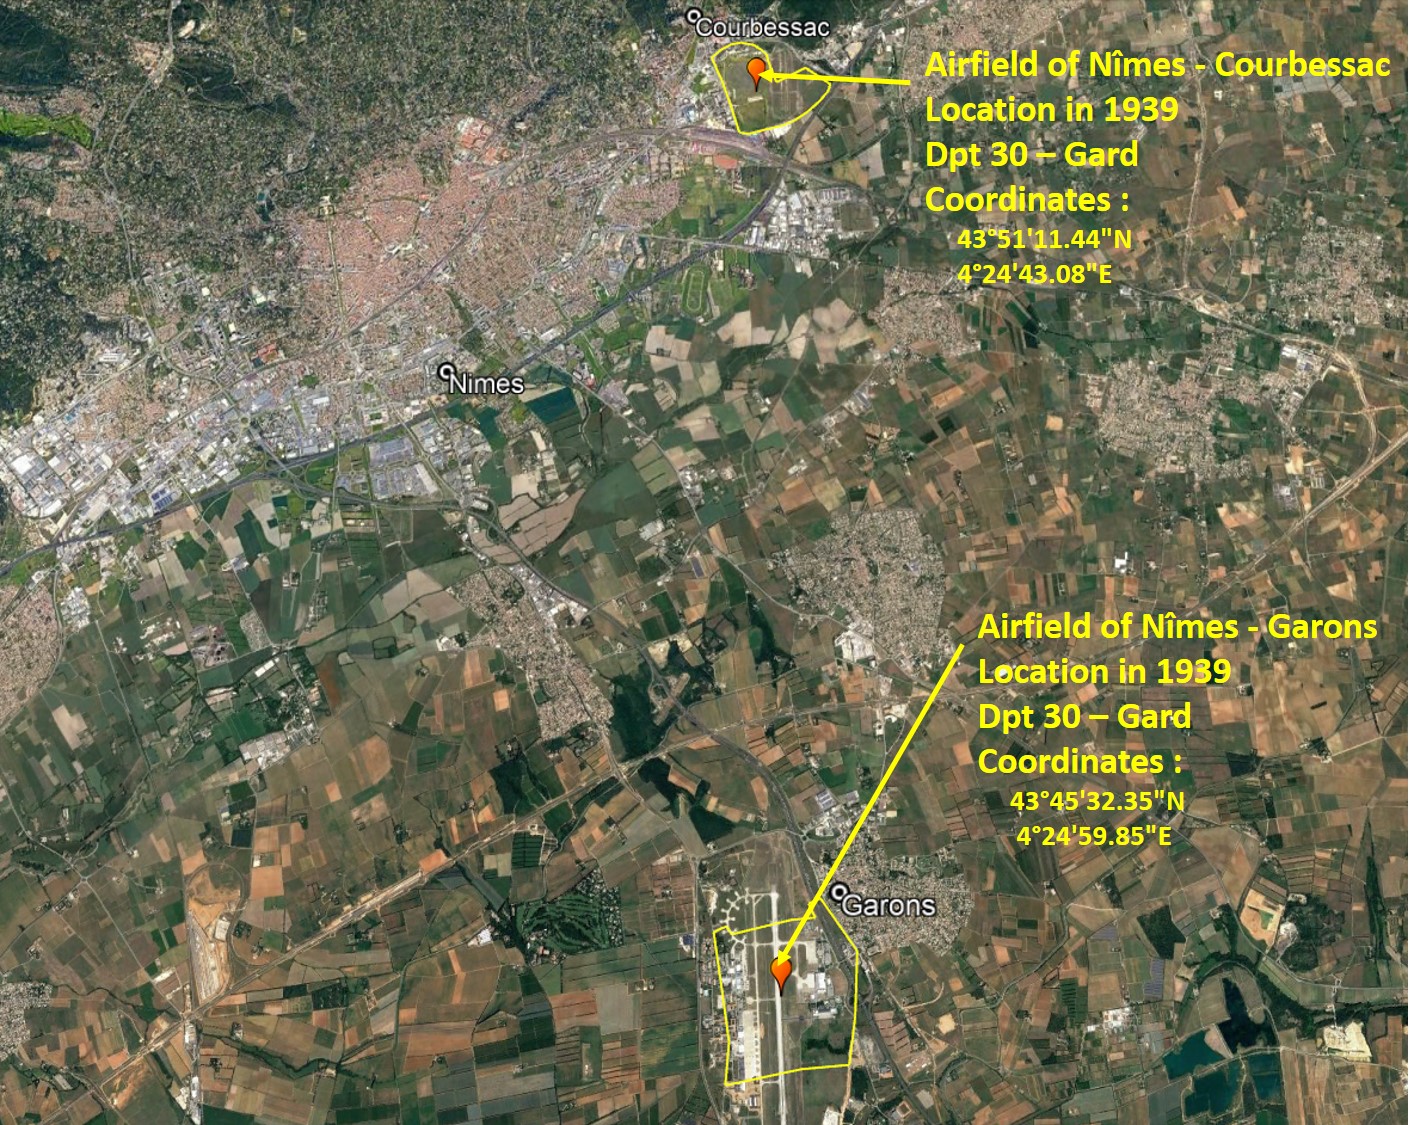 Courbessac
Airfield of Nîmes - Courbessac
Location in 1939
Dpt 30 – Gard
Coordinates :
43°51'11.44"N
4°24'43.08"E
Nimes
Airfield of Nîmes - Garons
Location in 1939
Dpt 30 – Gard
Coordinates :
43°45'32.35"N
4°24'59.85"E
Garons